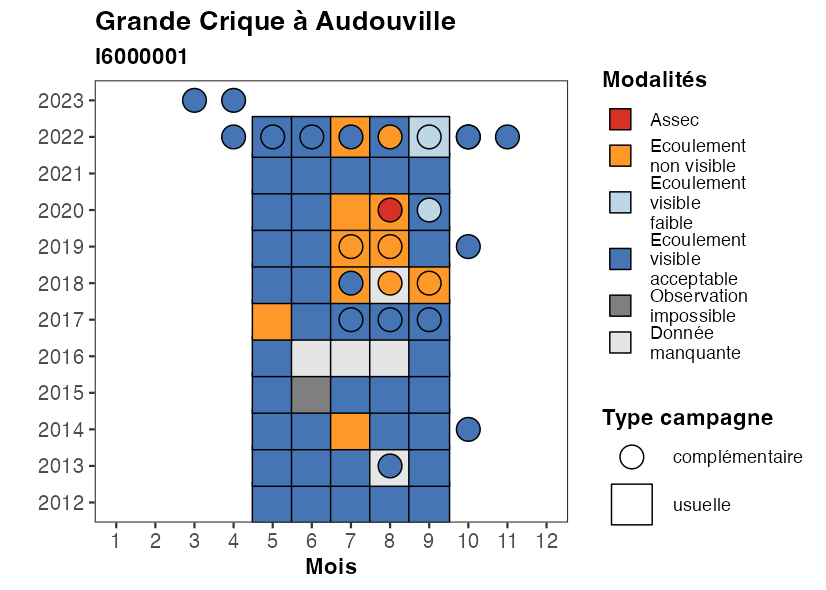 Grande Crique à Audouville
I6000001
2023
2022
2021
2020
2019
2018
2017
2016
2015
2014
2013
2012
1 2 3 4 5 6 7 8 9 10 11 12
Mois
Modalités
Assec
Ecoulement
non visible
Ecoulement
visible
faible
Ecoulement
visible
acceptable
Observation
impossible
Donnée
manquante
Type campagne
complémentaire
usuelle